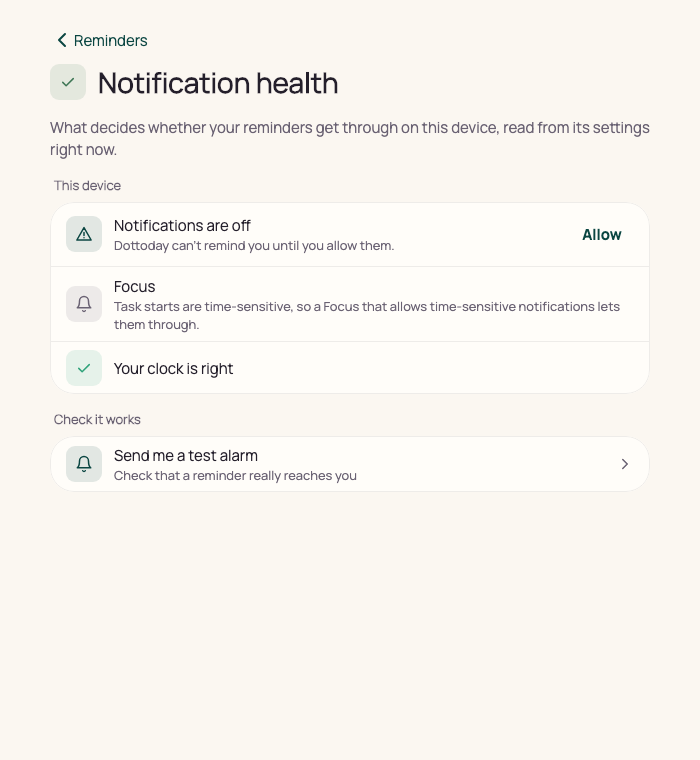 Reminders
Notification health
What decides whether your reminders get through on this device, read from its settings
right now.
This device
Notifications are off
Dottoday can't remind you until you allow them.
Allow
Focus
Task starts are time-sensitive, so a Focus that allows time-sensitive notifications lets
them through.
Your clock is right
Check it works
Send me a test alarm
Check that a reminder really reaches you